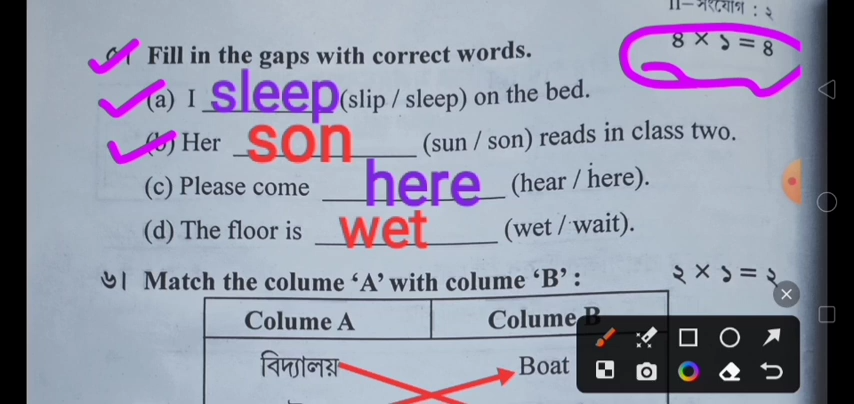 II–সংযোগ : ২
৫। Fill in the gaps with correct words. ৪ × ১ = ৪
(a) I sleep (slip / sleep) on the bed.
(b) Her son (sun / son) reads in class two.
(c) Please come here (hear / here).
(d) The floor is wet (wet / wait).
৬। Match the colume ‘A’ with colume ‘B’ : ২ × ১ = ২
Colume A Colume B
বিদ্যালয় Boat